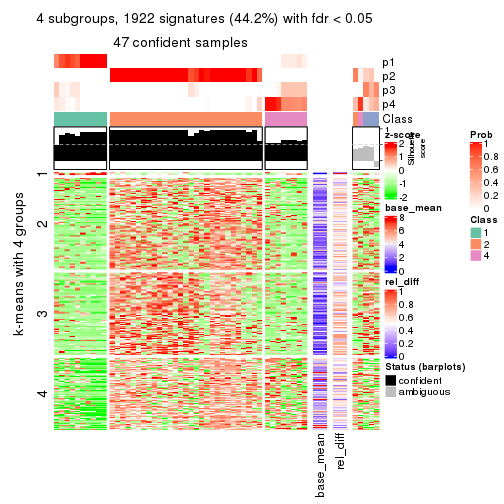 4 subgroups, 1922 signatures (44.2%) with fdr < 0.05
47 confident samples
p1
p2
p3
p4
Class
1
0
Silhouette
score
k-means with 4 groups
1
2
3
4
base_mean
rel_diff
z-score
2
1
0
-1
-2
base_mean
8
6
4
2
0
rel_diff
1
0.8
0.6
0.4
0.2
0
Status (barplots)
confident
ambiguous
Prob
1
0.8
0.6
0.4
0.2
0
Class
1
2
4